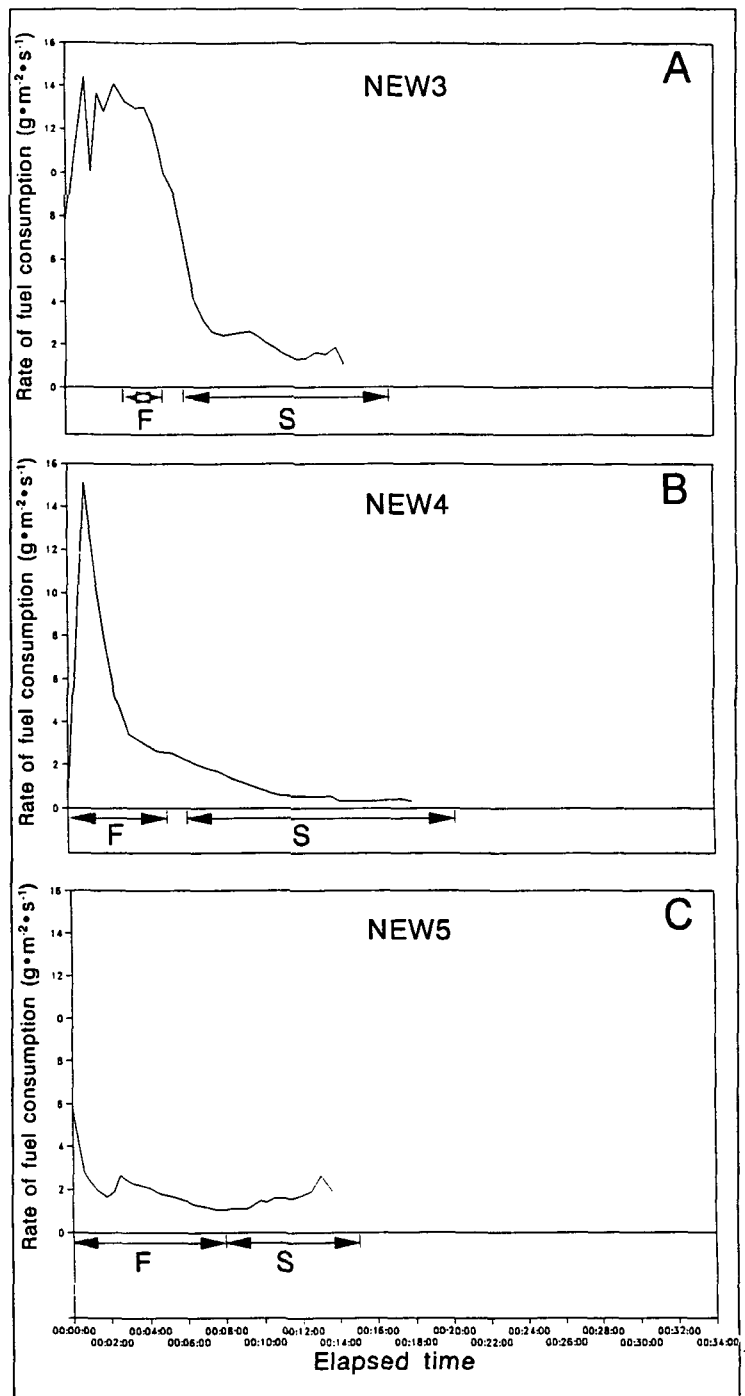 A
NEW3
Rate of fuel consumption (g•m⁻²•s⁻¹)
16
14
12
0
8
6
4
2
0
F
S
B
NEW4
Rate of fuel consumption (g•m⁻²•s⁻¹)
16
14
12
10
8
6
4
2
0
F
S
C
NEW5
Rate of fuel consumption (g•m⁻²•s⁻¹)
16
14
12
0
8
6
4
2
0
F
S
00:00:00 00:04:00 00:08:00 00:12:00 00:16:00 00:20:00 00:24:00 00:28:00 00:32:00
00:02:00 00:06:00 00:10:00 00:14:00 00:18:00 00:22:00 00:26:00 00:30:00 00:34:00
Elapsed time